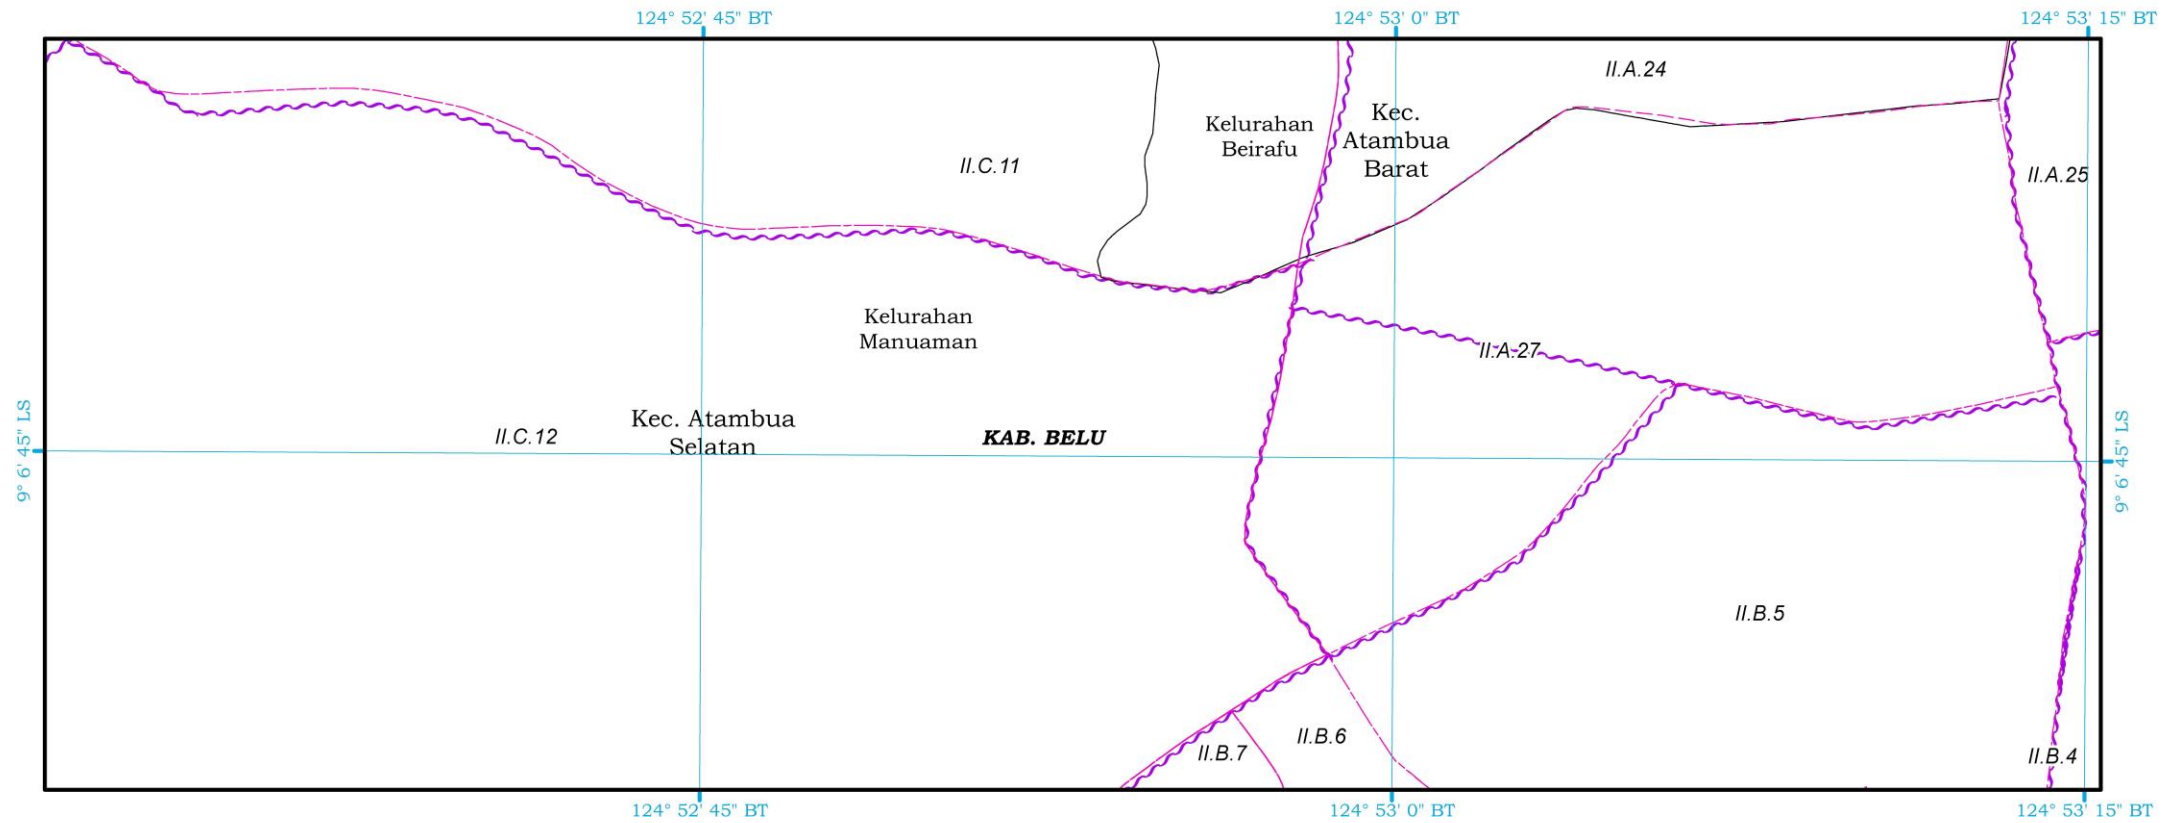 124° 52' 45" BT
124° 53' 0" BT
124° 53' 15" BT
II.A.24
Kec.
Atambua
Barat
Kelurahan
Beirafu
II.C.11
II.A.25
Kelurahan
Manuaman
II.A.27
Kec. Atambua
Selatan
II.C.12
KAB. BELU
9° 6' 45" LS
9° 6' 45" LS
II.B.5
II.B.6
II.B.7
II.B.4
124° 52' 45" BT
124° 53' 0" BT
124° 53' 15" BT